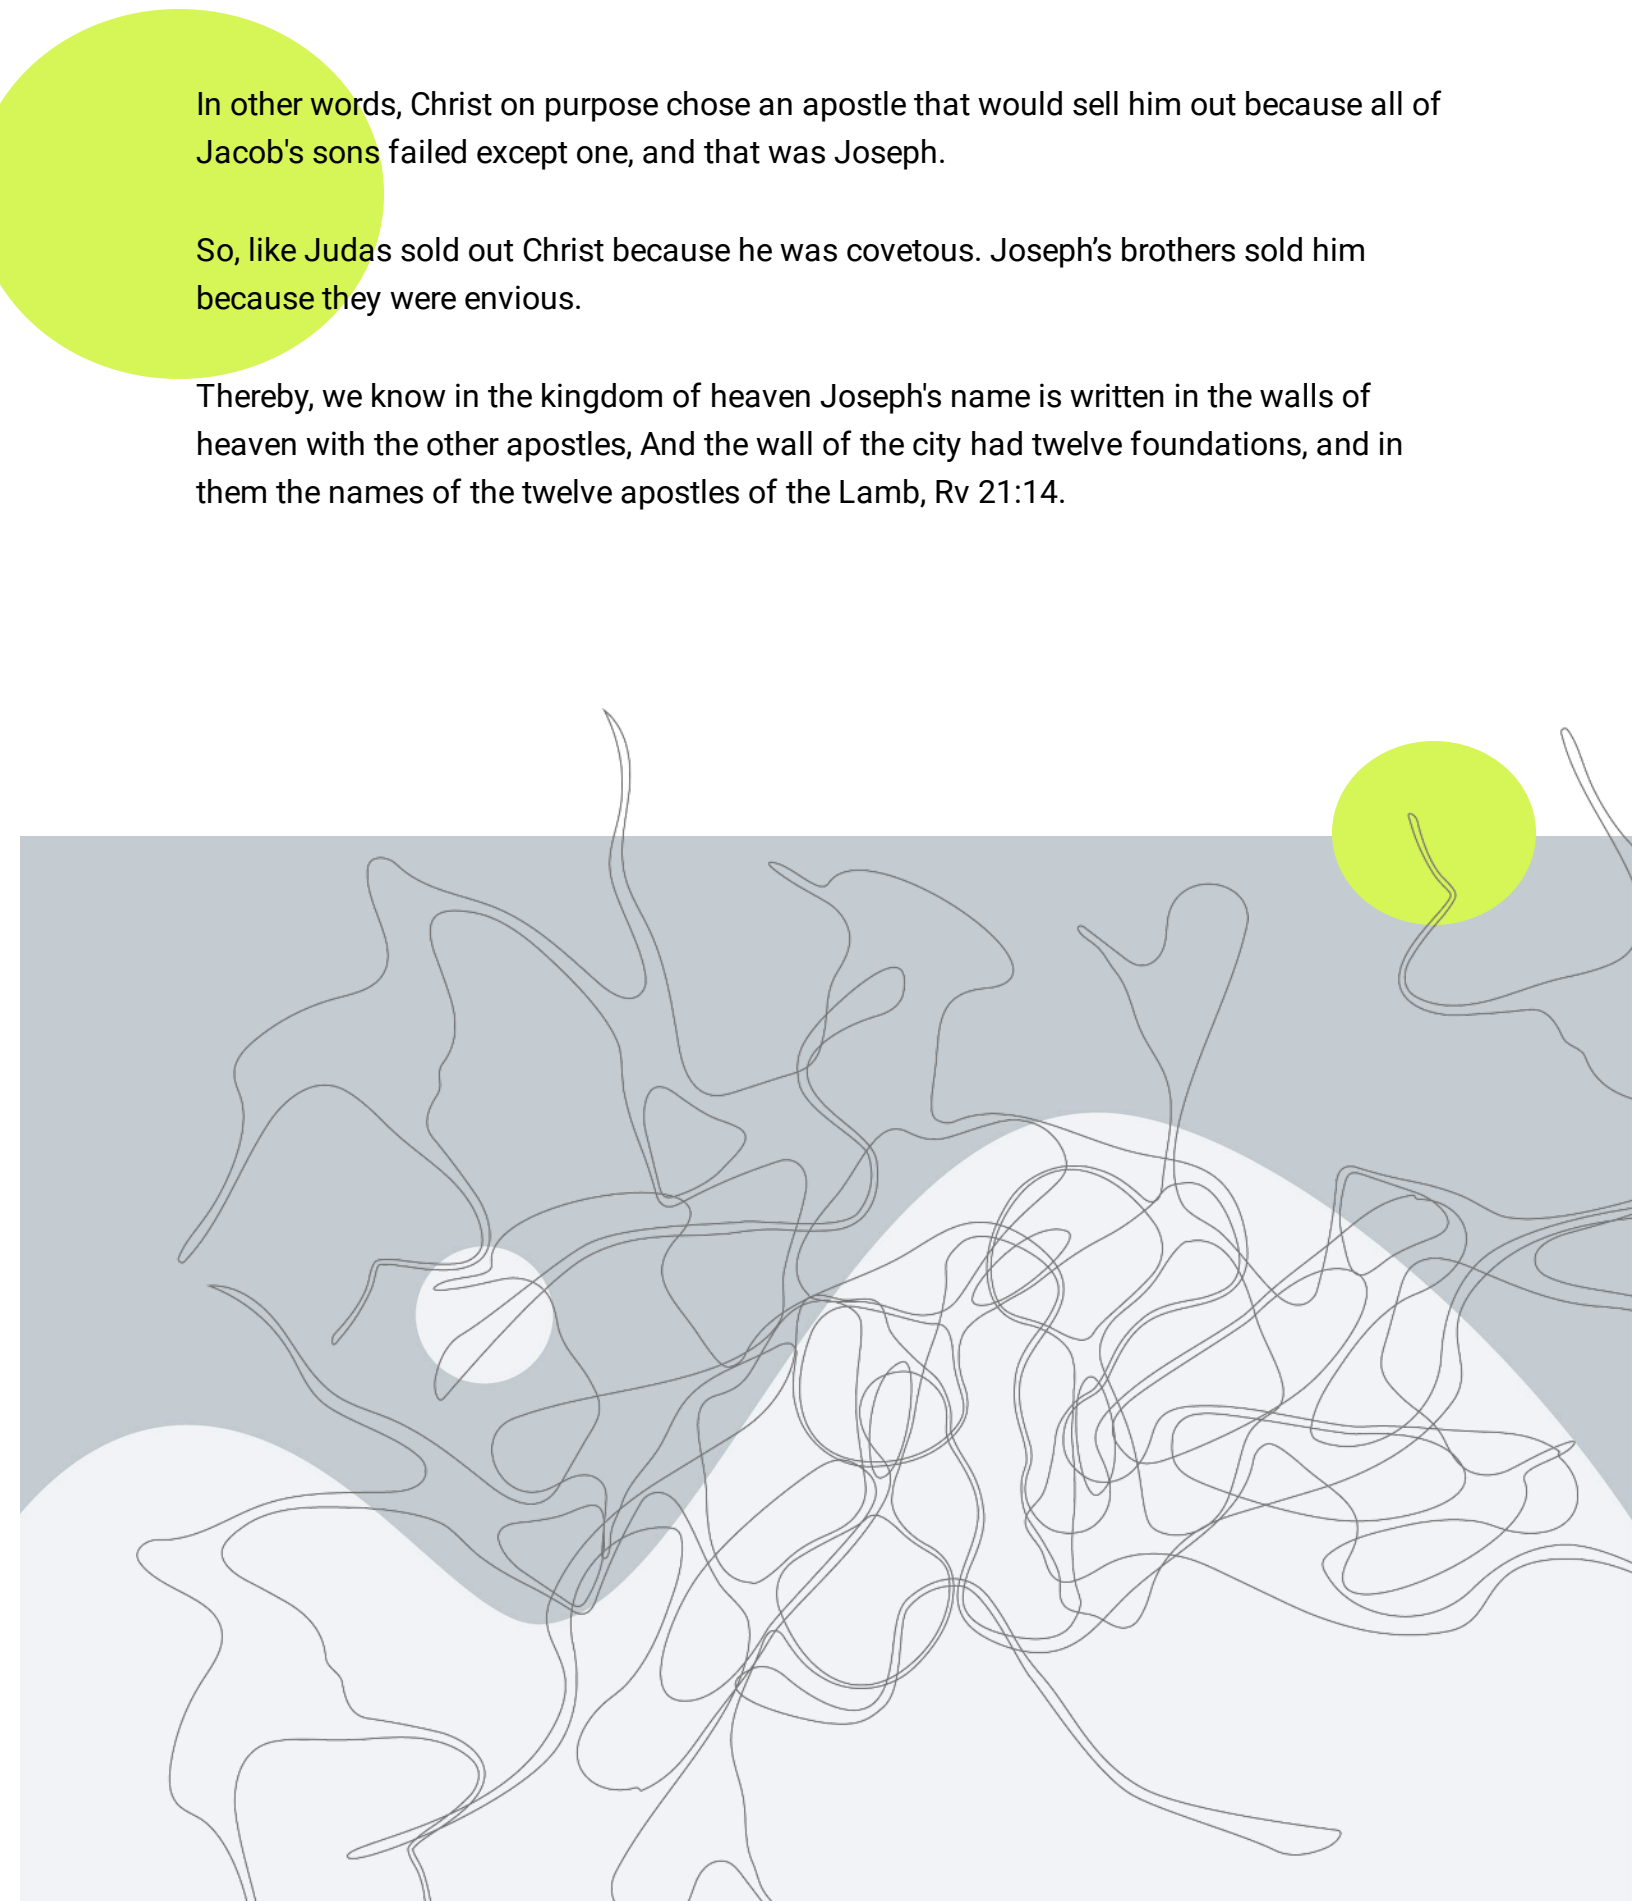 In other words, Christ on purpose chose an apostle that would sell him out because all of
Jacob's sons failed except one, and that was Joseph.
So, like Judas sold out Christ because he was covetous. Joseph’s brothers sold him
because they were envious.
Thereby, we know in the kingdom of heaven Joseph's name is written in the walls of
heaven with the other apostles, And the wall of the city had twelve foundations, and in
them the names of the twelve apostles of the Lamb, Rv 21:14.